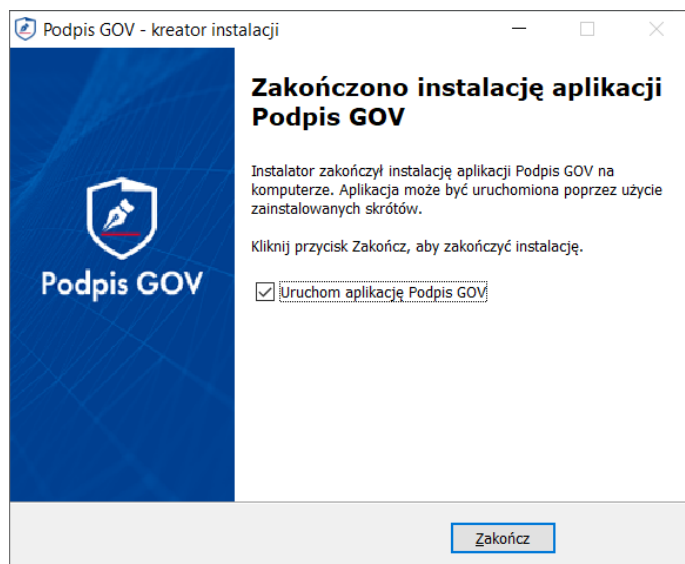 Podpis GOV - kreator instalacji
Zakończono instalację aplikacji
Podpis GOV
Instalator zakończył instalację aplikacji Podpis GOV na
komputerze. Aplikacja może być uruchomiona poprzez użycie
zainstalowanych skrótów.
Kliknij przycisk Zakończ, aby zakończyć instalację.
Podpis GOV
Uruchom aplikację Podpis GOV
Zakończ